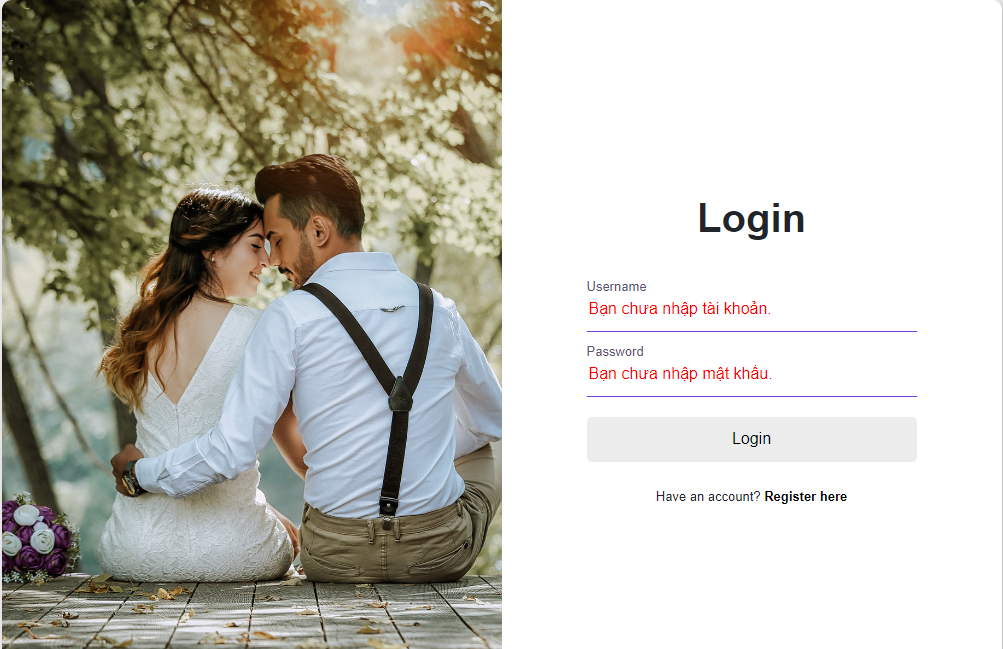 Login
Username
Bạn chưa nhập tài khoản.
Password
Bạn chưa nhập mật khẩu.
Login
Have an account? Register here